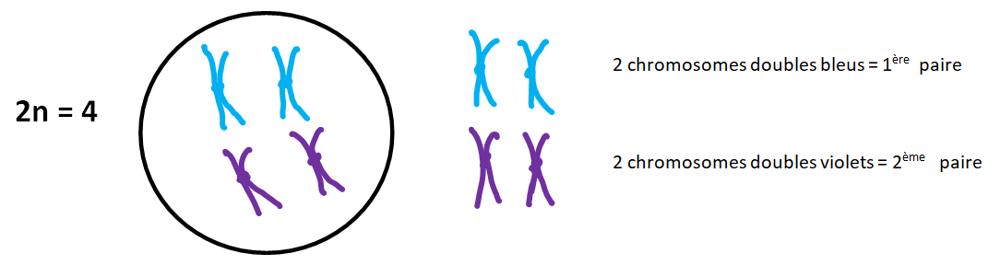 2n = 4
2 chromosomes doubles bleus = 1ère paire
2 chromosomes doubles violets = 2ème paire